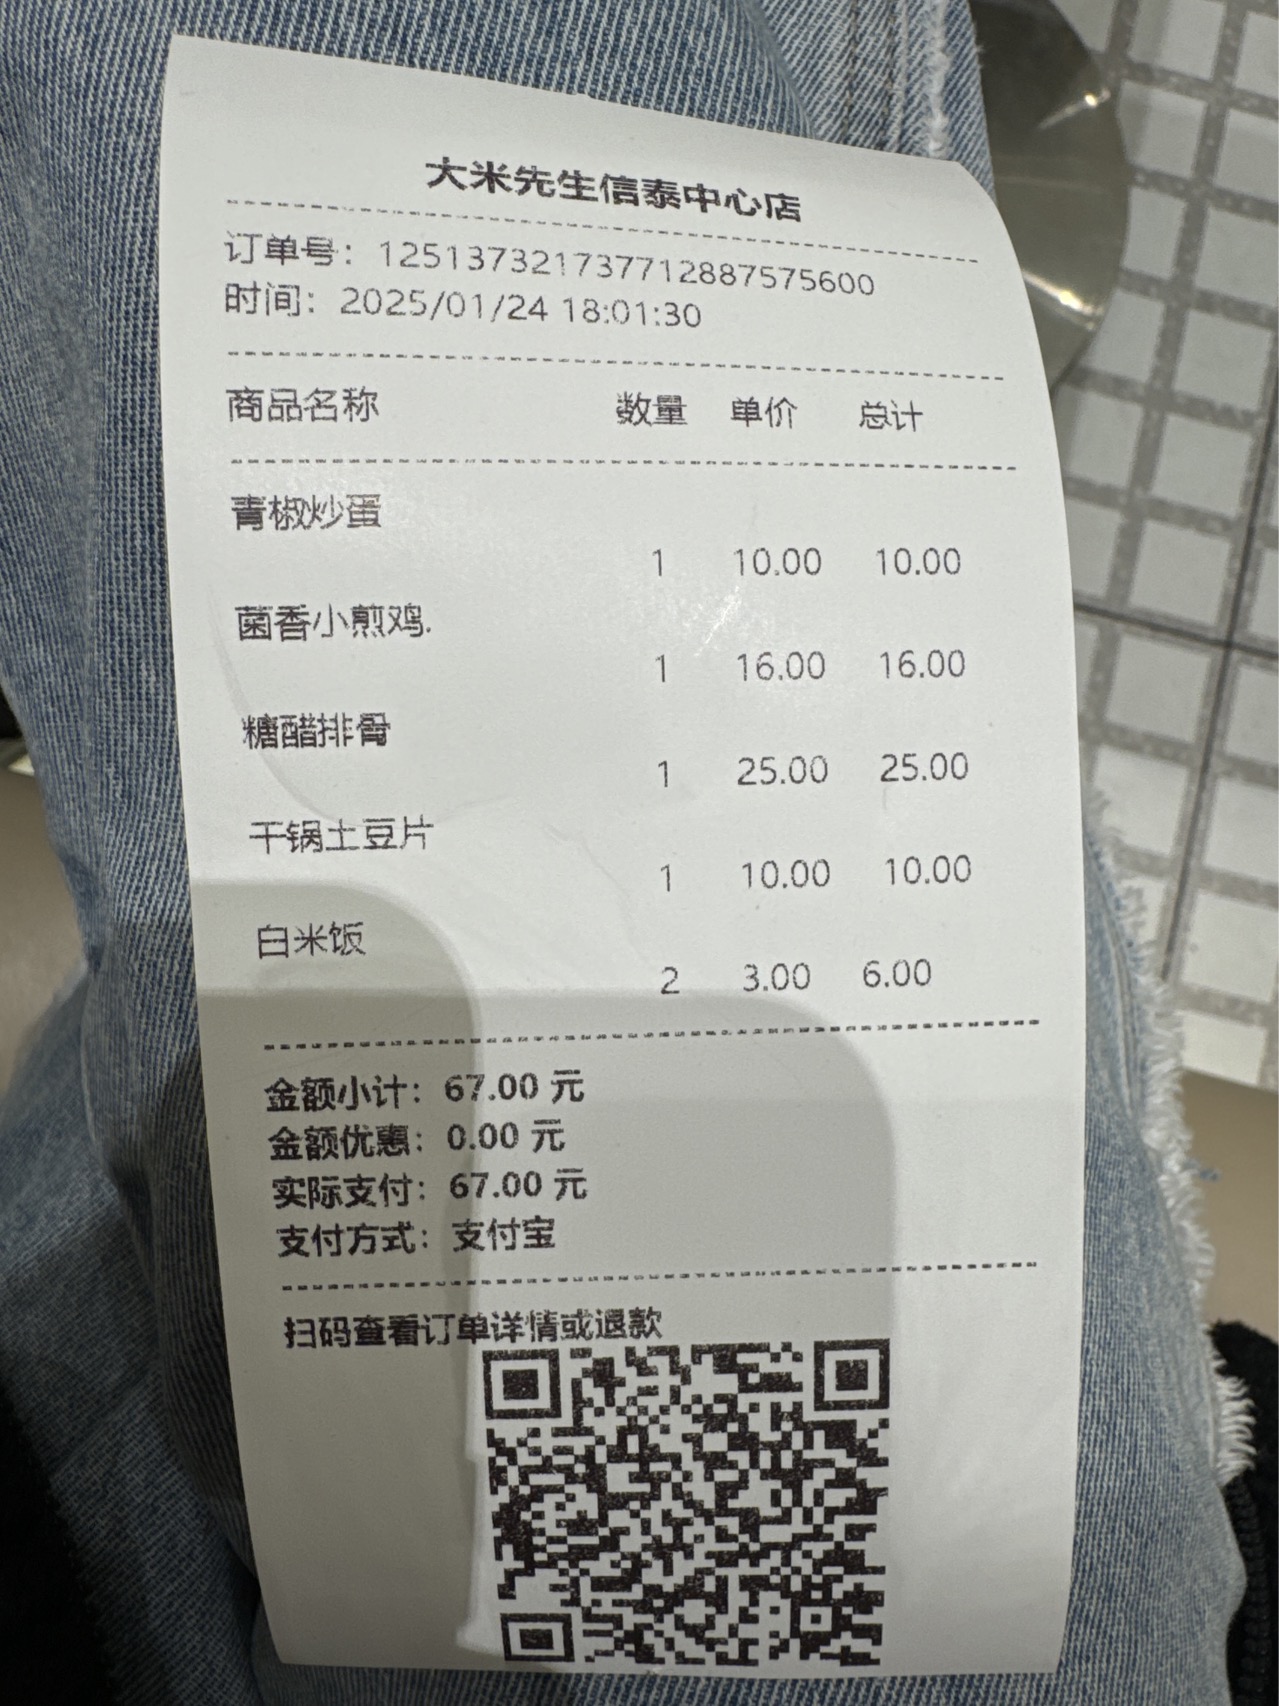 大米先生信泰中心店
订单号：1251373217377128875​75600
时间：2025/01/24 18:01:30
商品名称 数量 单价 总计
青椒炒蛋
1 10.00 10.00
菌香小煎鸡.
1 16.00 16.00
糖醋排骨
1 25.00 25.00
干锅土豆片
1 10.00 10.00
白米饭
2 3.00 6.00
金额小计：67.00 元
金额优惠：0.00 元
实际支付：67.00 元
支付方式：支付宝
扫码查看订单详情或退款